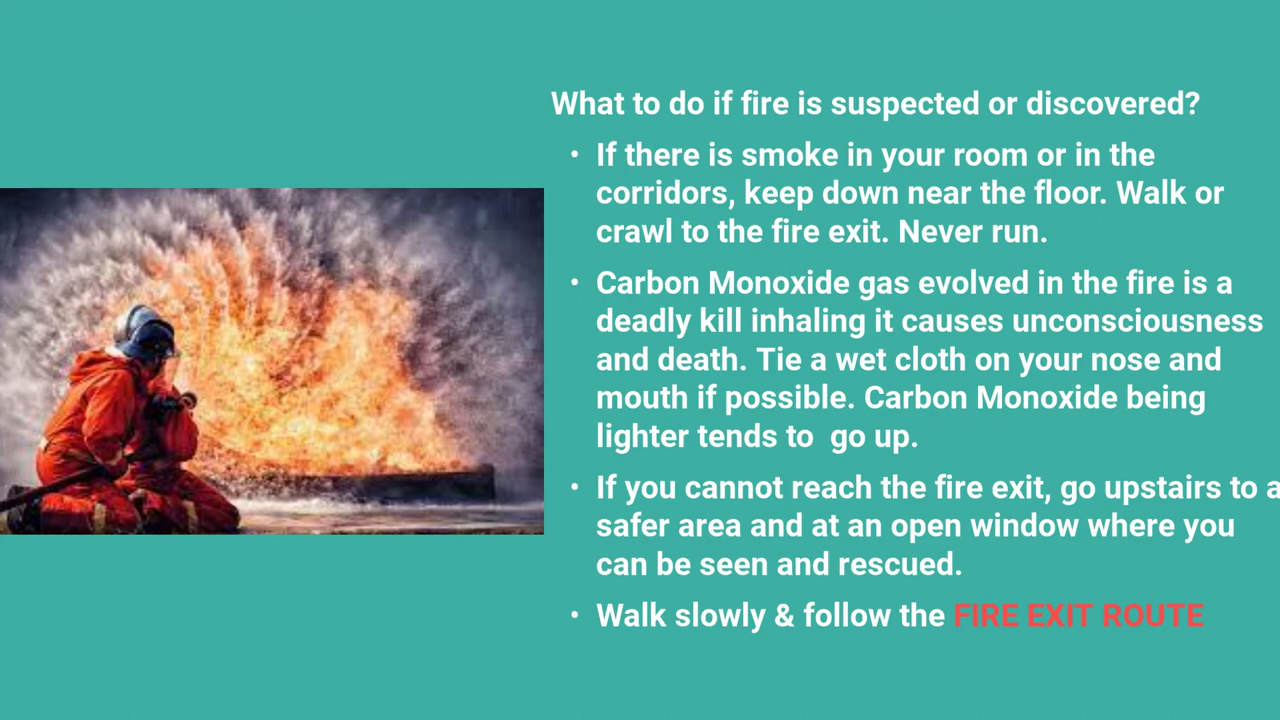 What to do if fire is suspected or discovered?
• If there is smoke in your room or in the
corridors, keep down near the floor. Walk or
crawl to the fire exit. Never run.
• Carbon Monoxide gas evolved in the fire is a
deadly kill inhaling it causes unconsciousness
and death. Tie a wet cloth on your nose and
mouth if possible. Carbon Monoxide being
lighter tends to  go up.
• If you cannot reach the fire exit, go upstairs to a
safer area and at an open window where you
can be seen and rescued.
• Walk slowly & follow the FIRE EXIT ROUTE